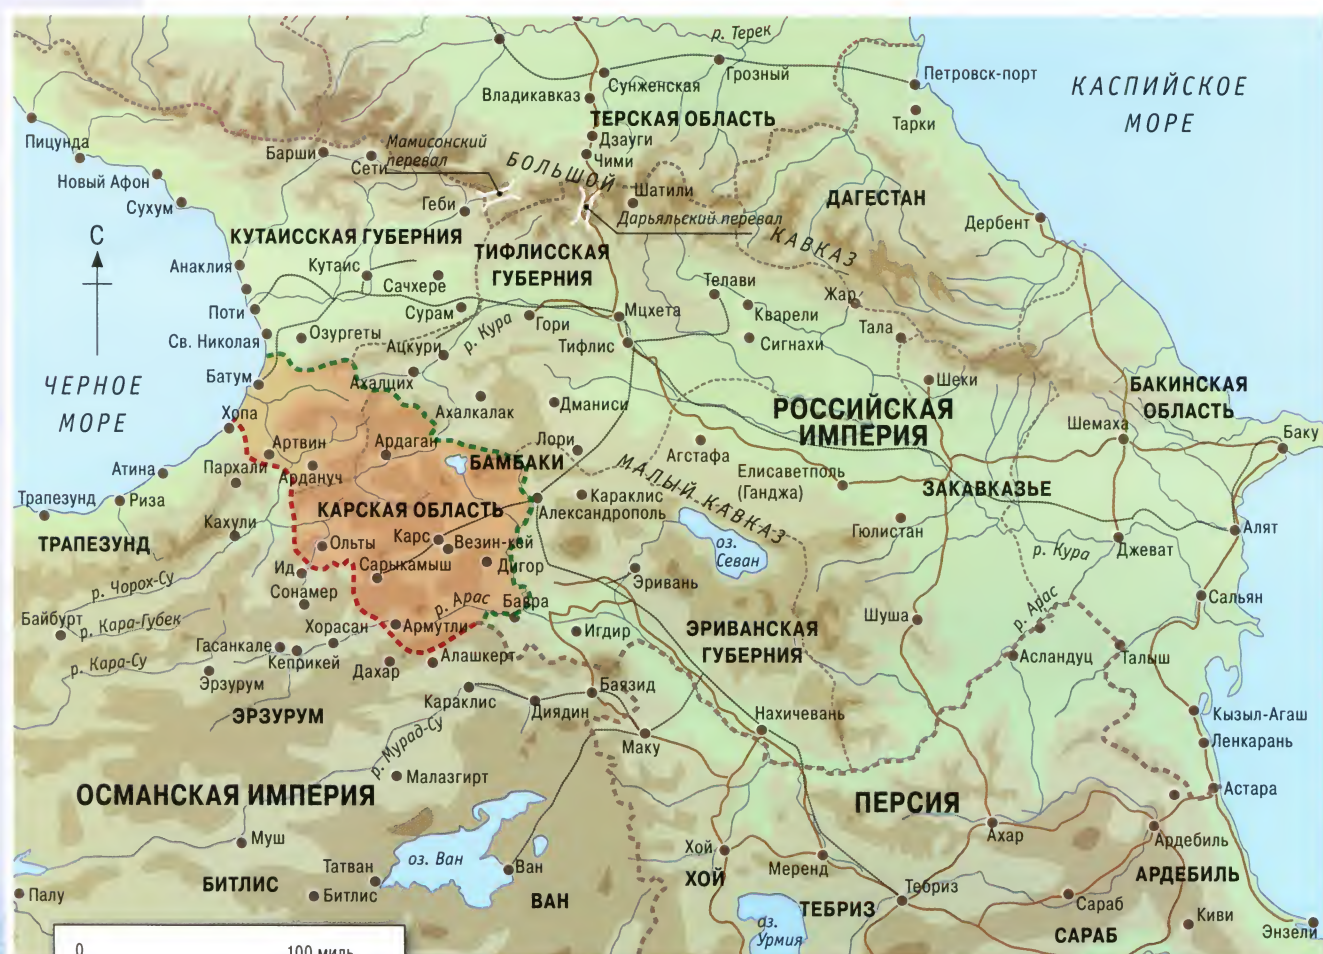 р. Терек
Сунженская
Грозный
Петровск-порт
КАСПИЙСКОЕ
МОРЕ
Владикавказ
ТЕРСКАЯ ОБЛАСТЬ
Тарки
Пицунда
Барши
Сети
Мамисонский
перевал
Дзауги
Чими
БОЛЬШОЙ
КАВКАЗ
Шатили
Новый Афон
Сухум
Геби
Дарьяльский перевал
ДАГЕСТАН
Дербент
С
КУТАИССКАЯ ГУБЕРНИЯ
ТИФЛИССКАЯ
ГУБЕРНИЯ
Анаклия
Кутаис
Сачхере
Телави
Жар
Поти
Сурам
Гори
Мцхета
Кварели
Тала
Св. Николая
Озургеты
Ацкури
р. Кура
Тифлис
Сигнахи
ЧЕРНОЕ
МОРЕ
Батум
Ахалцих
Шеки
БАКИНСКАЯ
ОБЛАСТЬ
Хопа
Ахалкалак
Дманиси
РОССИЙСКАЯ
ИМПЕРИЯ
Шемаха
Баку
Артвин
Ардаган
Лори
Агстафа
Атина
Пархали
Ардануч
БАМБАКИ
МАЛЫЙ КАВКАЗ
Елисаветполь
(Ганджа)
ЗАКАВКАЗЬЕ
Трапезунд
Риза
КАРСКАЯ ОБЛАСТЬ
Караклис
Александрополь
Кахули
Гюлистан
Алят
ТРАПЕЗУНД
Ольты
Карс
Везин-кей
оз.
Севан
р. Кура
Джеват
Ид
Сарыкамыш
Дигор
Эривань
р. Чорох-Су
Сонамер
р. Арас
Бавра
р. Арас
Сальян
Байбурт
р. Кара-Губек
Хорасан
Армутли
Игдир
ЭРИВАНСКАЯ
ГУБЕРНИЯ
Шуша
Гасанкале
Кеприкей
р. Кара-Су
Эрзурум
Дахар
Алашкерт
Асландуц
Талыш
ЭРЗУРУМ
Караклис
Диядин
Баязид
Нахичевань
Кызыл-Агаш
Маку
Ленкарань
р. Мурад-Су
Малазгирт
ОСМАНСКАЯ ИМПЕРИЯ
ПЕРСИЯ
Астара
Муш
Ахар
Ардебиль
Татван
оз. Ван
Ван
Хой
Меренд
БИТЛИС
Битлис
ВАН
ХОЙ
Тебриз
АРДЕБИЛЬ
Палу
ТЕБРИЗ
Сараб
оз.
Урмия
САРАБ
Киви
Энзели
0
100 миль